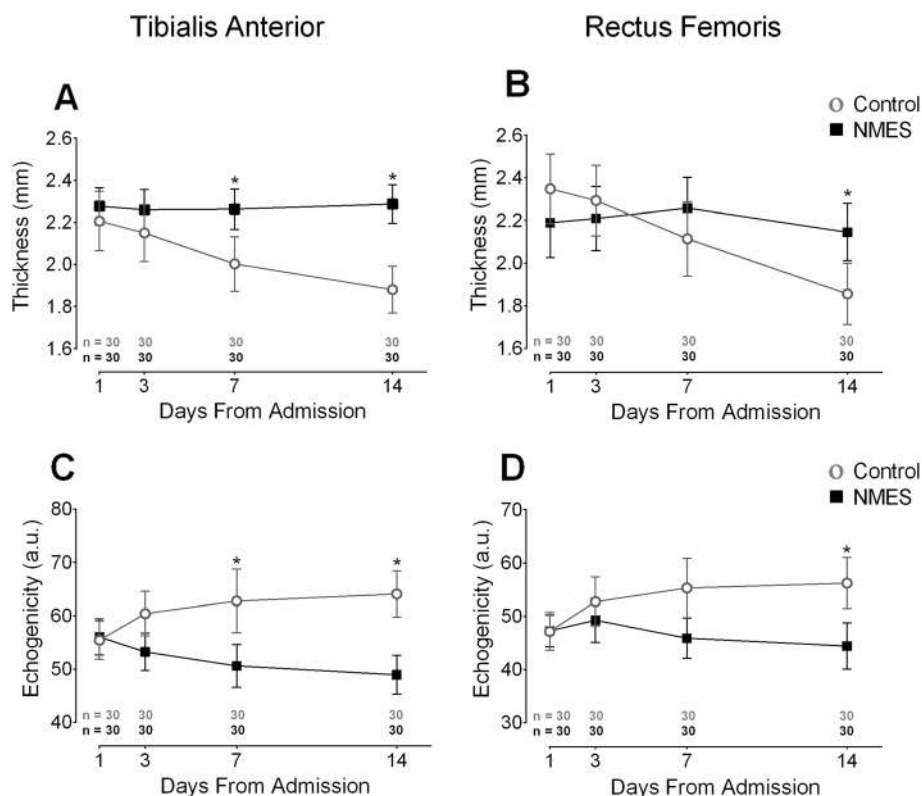 Tibialis Anterior
Rectus Femoris
A
Thickness (mm)
2.6
2.4
2.2
2.0
1.8
1.6
*
*
n = 30 30 30 30
n = 30 30 30 30
1 3 7 14
Days From Admission
B
Control
NMES
Thickness (mm)
2.6
2.4
2.2
2.0
1.8
1.6
*
n = 30 30 30 30
n = 30 30 30 30
1 3 7 14
Days From Admission
C
Echogenicity (a.u.)
80
70
60
50
40
*
*
n = 30 30 30 30
n = 30 30 30 30
1 3 7 14
Days From Admission
D
Control
NMES
Echogenicity (a.u.)
70
60
50
40
30
*
n = 30 30 30 30
n = 30 30 30 30
1 3 7 14
Days From Admission